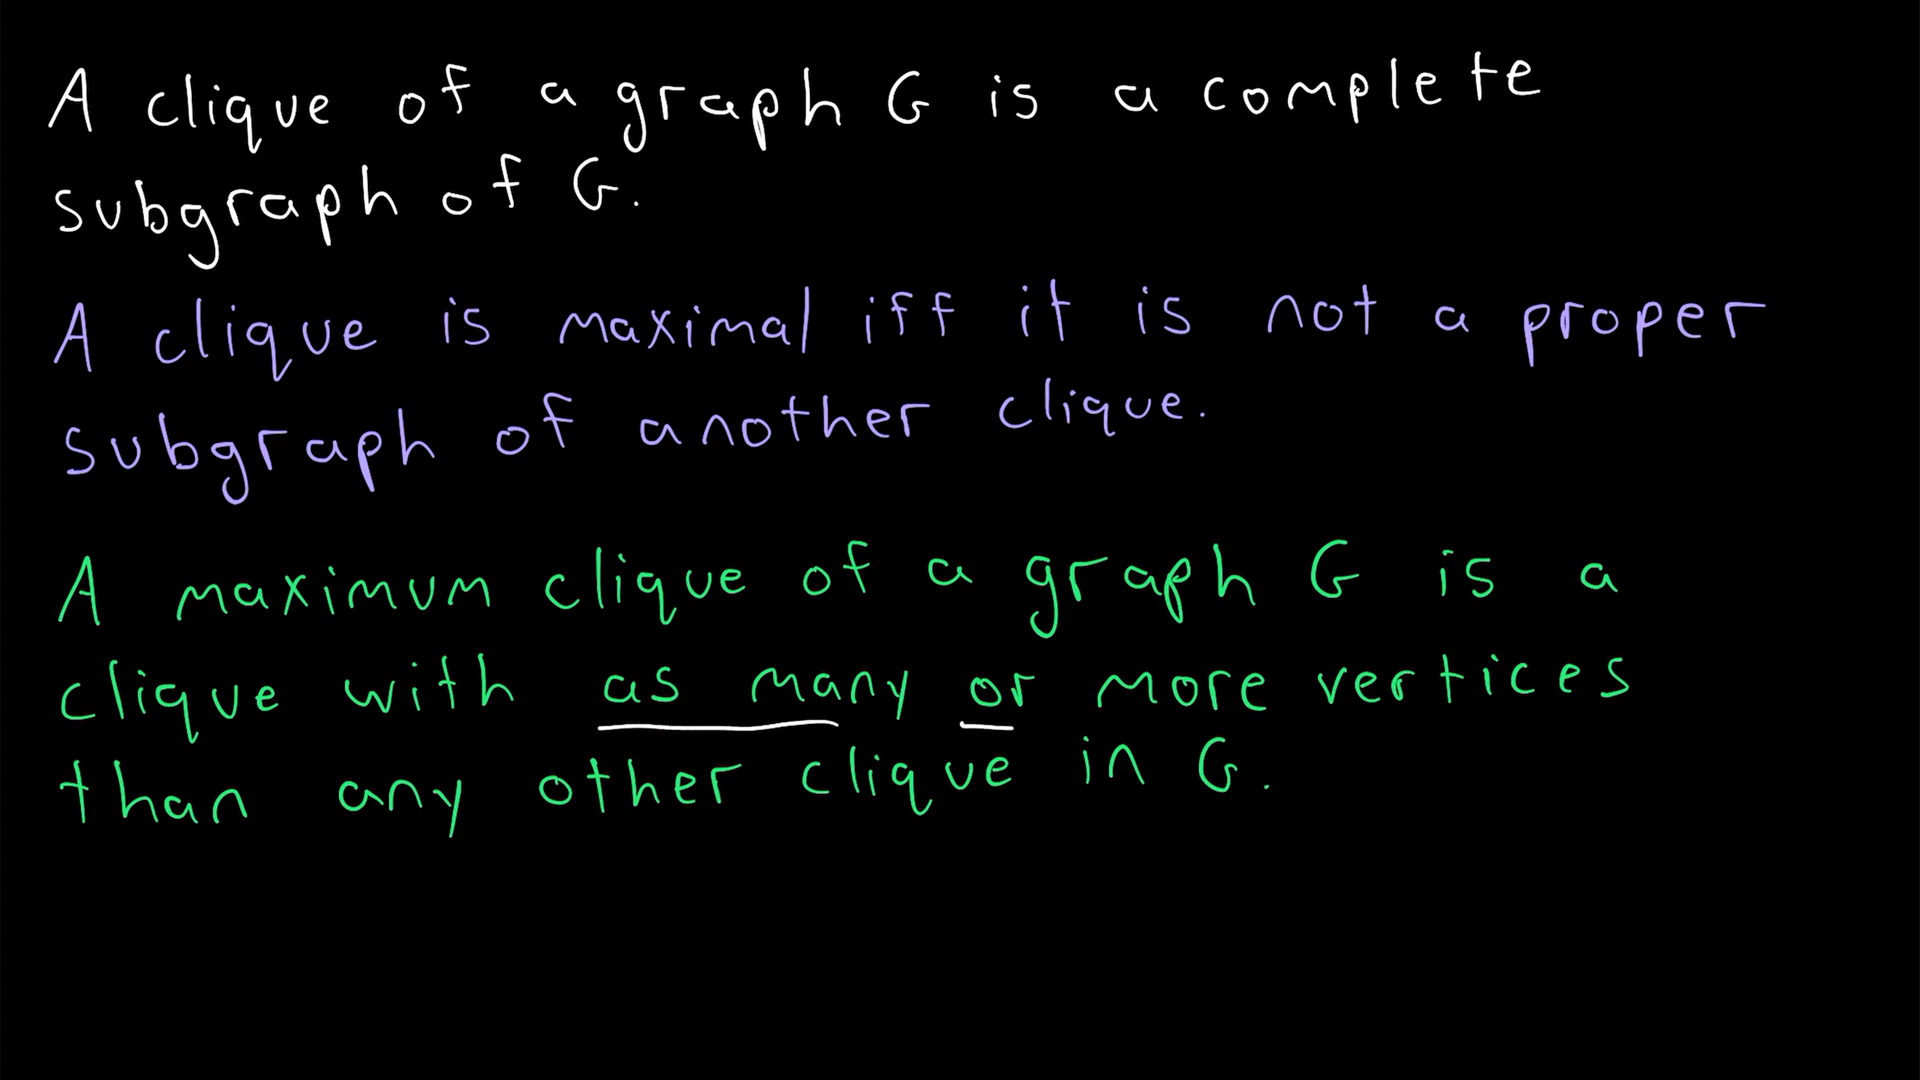 A clique of a graph G is a complete
subgraph of G.
A clique is maximal iff it is not a proper
subgraph of another clique.
A maximum clique of a graph G is a
clique with as many or more vertices
than any other clique in G.